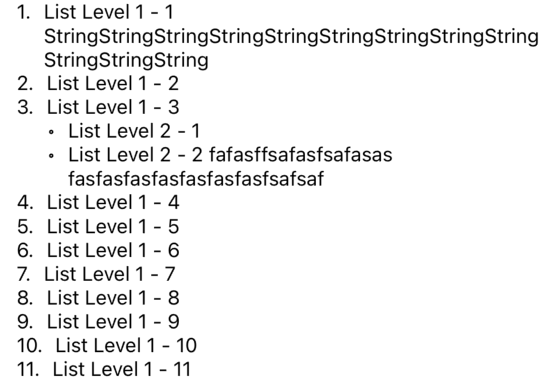 1. List Level 1 - 1
StringStringStringStringStringStringStringStringString
StringStringString
2. List Level 1 - 2
3. List Level 1 - 3
∘ List Level 2 - 1
∘ List Level 2 - 2 fafasffsafasfsafasas
fasfasfasfasfasfasfasfsafsaf
4. List Level 1 - 4
5. List Level 1 - 5
6. List Level 1 - 6
7. List Level 1 - 7
8. List Level 1 - 8
9. List Level 1 - 9
10. List Level 1 - 10
11. List Level 1 - 11